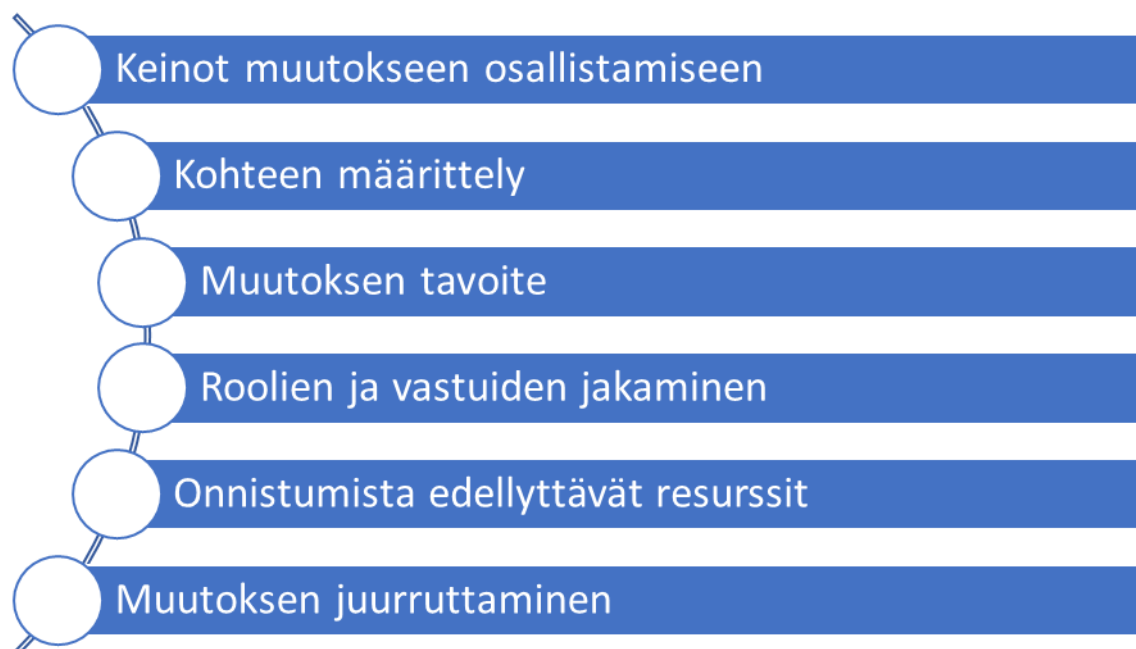 Keinot muutokseen osallistamiseen
Kohteen määrittely
Muutoksen tavoite
Roolien ja vastuiden jakaminen
Onnistumista edellyttävät resurssit
Muutoksen juurruttaminen